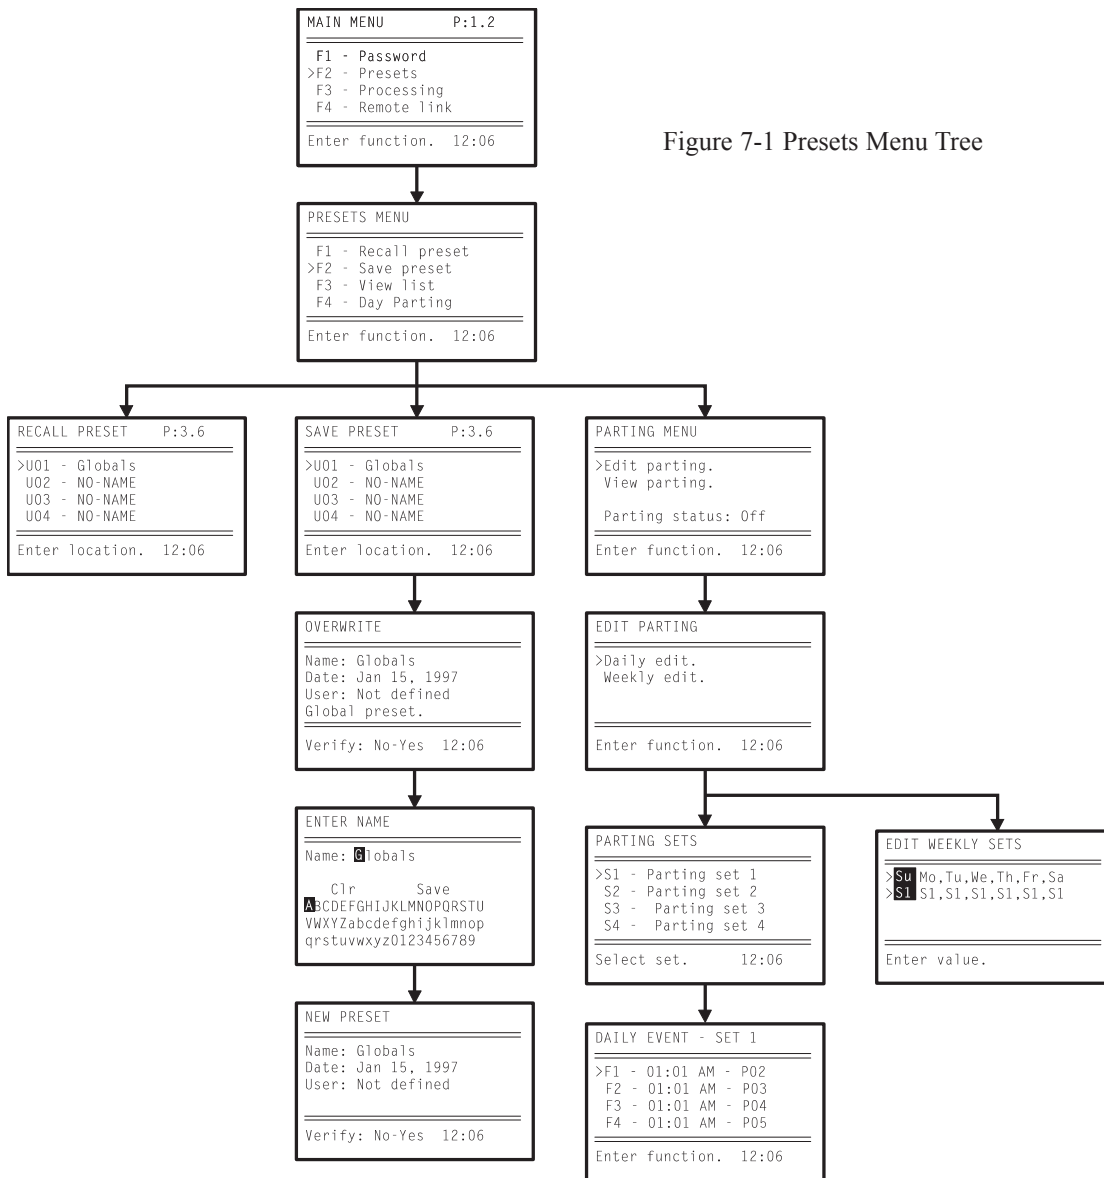 MAIN MENU P:1.2
F1 - Password
>F2 - Presets
F3 - Processing
F4 - Remote link
Enter function. 12:06
Figure 7-1 Presets Menu Tree
PRESETS MENU
F1 - Recall preset
>F2 - Save preset
F3 - View list
F4 - Day Parting
Enter function. 12:06
RECALL PRESET P:3.6
>U01 - Globals
U02 - NO-NAME
U03 - NO-NAME
U04 - NO-NAME
Enter location. 12:06
SAVE PRESET P:3.6
>U01 - Globals
U02 - NO-NAME
U03 - NO-NAME
U04 - NO-NAME
Enter location. 12:06
PARTING MENU
>Edit parting.
View parting.
Parting status: Off
Enter function. 12:06
OVERWRITE
Name: Globals
Date: Jan 15, 1997
User: Not defined
Global preset.
Verify: No-Yes 12:06
EDIT PARTING
>Daily edit.
Weekly edit.
Enter function. 12:06
ENTER NAME
Name: Globals
Clr Save
ABCDEFGHIJKLMNOPQRSTU
VWXYZabcdefghijklmnop
qrstuvwxyz0123456789
PARTING SETS
>S1 - Parting set 1
S2 - Parting set 2
S3 - Parting set 3
S4 - Parting set 4
Select set. 12:06
EDIT WEEKLY SETS
>Su Mo,Tu,We,Th,Fr,Sa
>S1 S1,S1,S1,S1,S1,S1
Enter value.
NEW PRESET
Name: Globals
Date: Jan 15, 1997
User: Not defined
Verify: No-Yes 12:06
DAILY EVENT - SET 1
>F1 - 01:01 AM - P02
F2 - 01:01 AM - P03
F3 - 01:01 AM - P04
F4 - 01:01 AM - P05
Enter function. 12:06